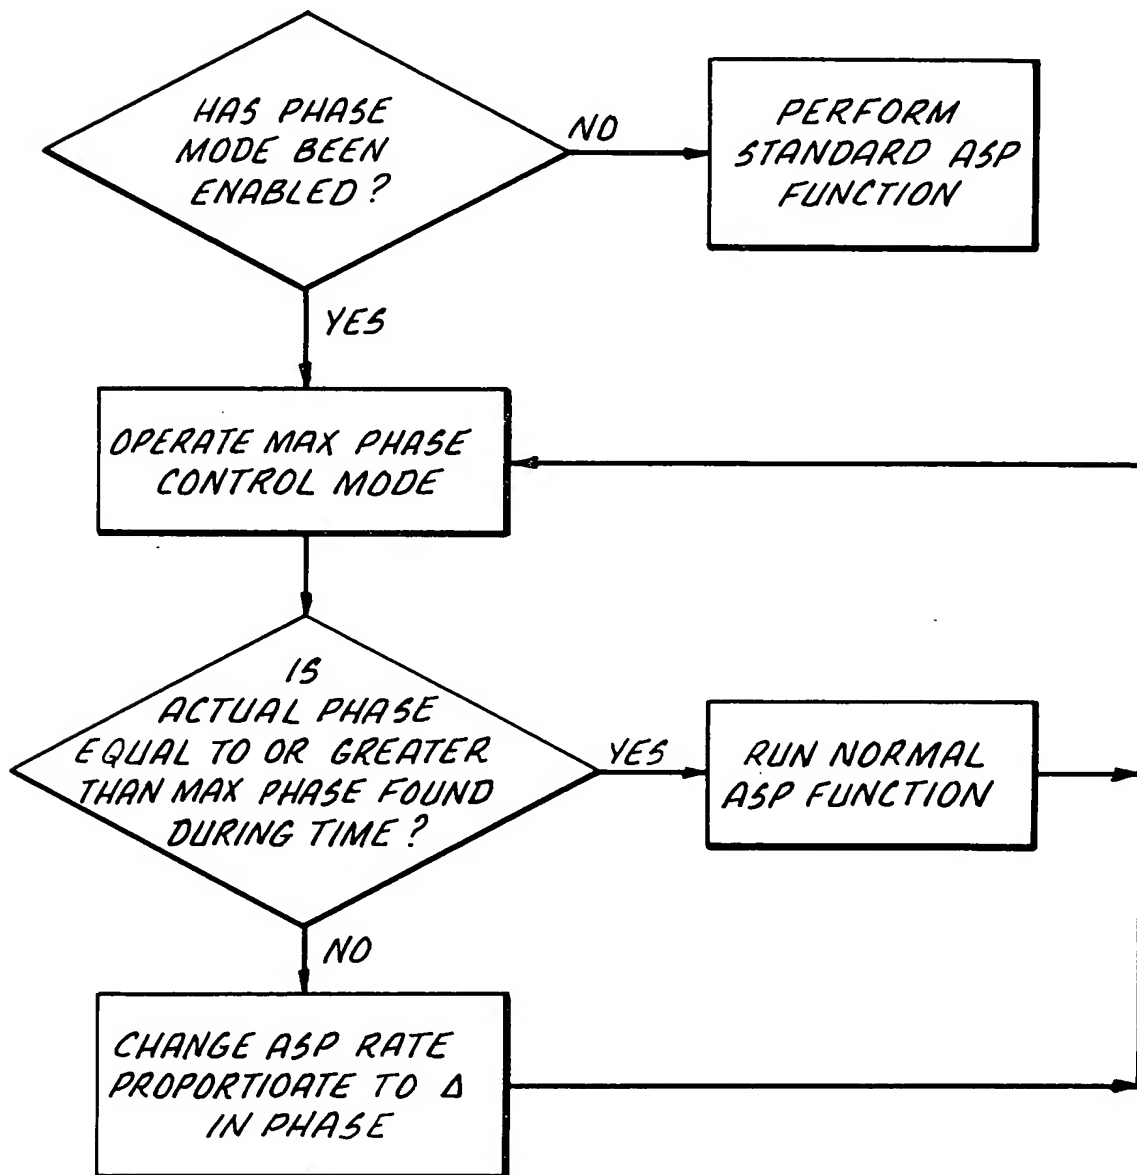 HAS PHASE
MODE BEEN
ENABLED?
NO
PERFORM
STANDARD ASP
FUNCTION
YES
OPERATE MAX PHASE
CONTROL MODE
IS
ACTUAL PHASE
EQUAL TO OR GREATER
THAN MAX PHASE FOUND
DURING TIME?
YES
RUN NORMAL
ASP FUNCTION
NO
CHANGE ASP RATE
PROPORTIOATE TO Δ
IN PHASE